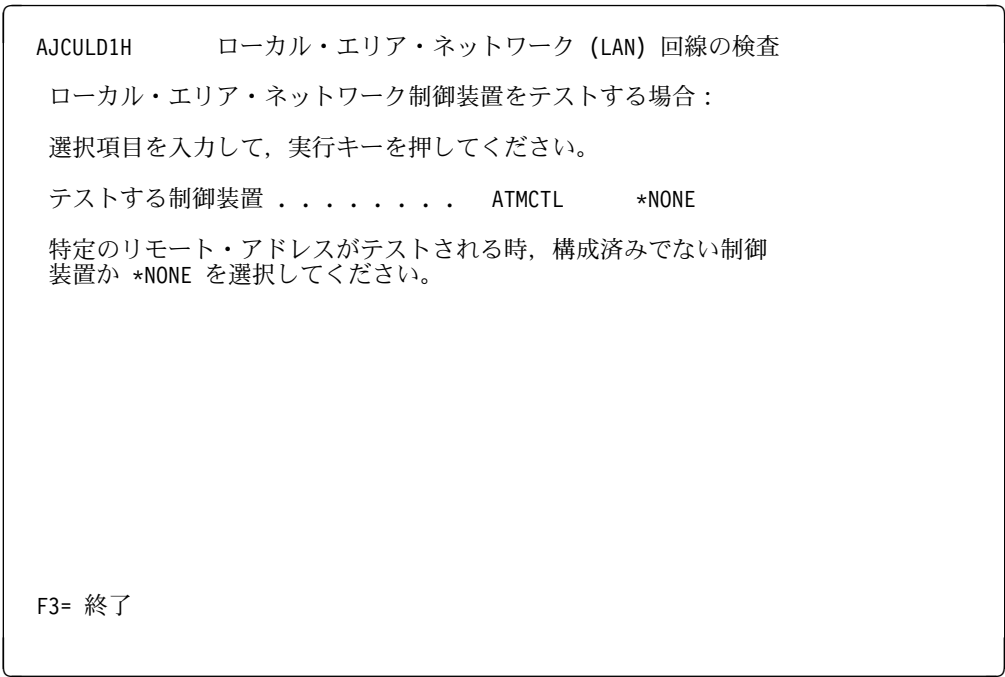 AJCULD1H ローカル・エリア・ネットワーク (LAN) 回線の検査
ローカル・エリア・ネットワーク制御装置をテストする場合:
選択項目を入力して, 実行キーを押してください。
テストする制御装置 . . . . . . . . ATMCTL *NONE
特定のリモート・アドレスがテストされる時, 構成済みでない制御
装置か *NONE を選択してください。
F3= 終了